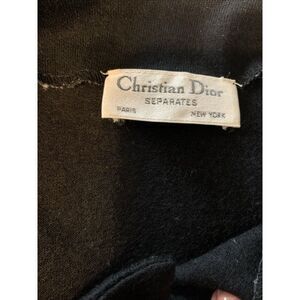 Christian Dior
SEPARATES
PARIS NEW YORK